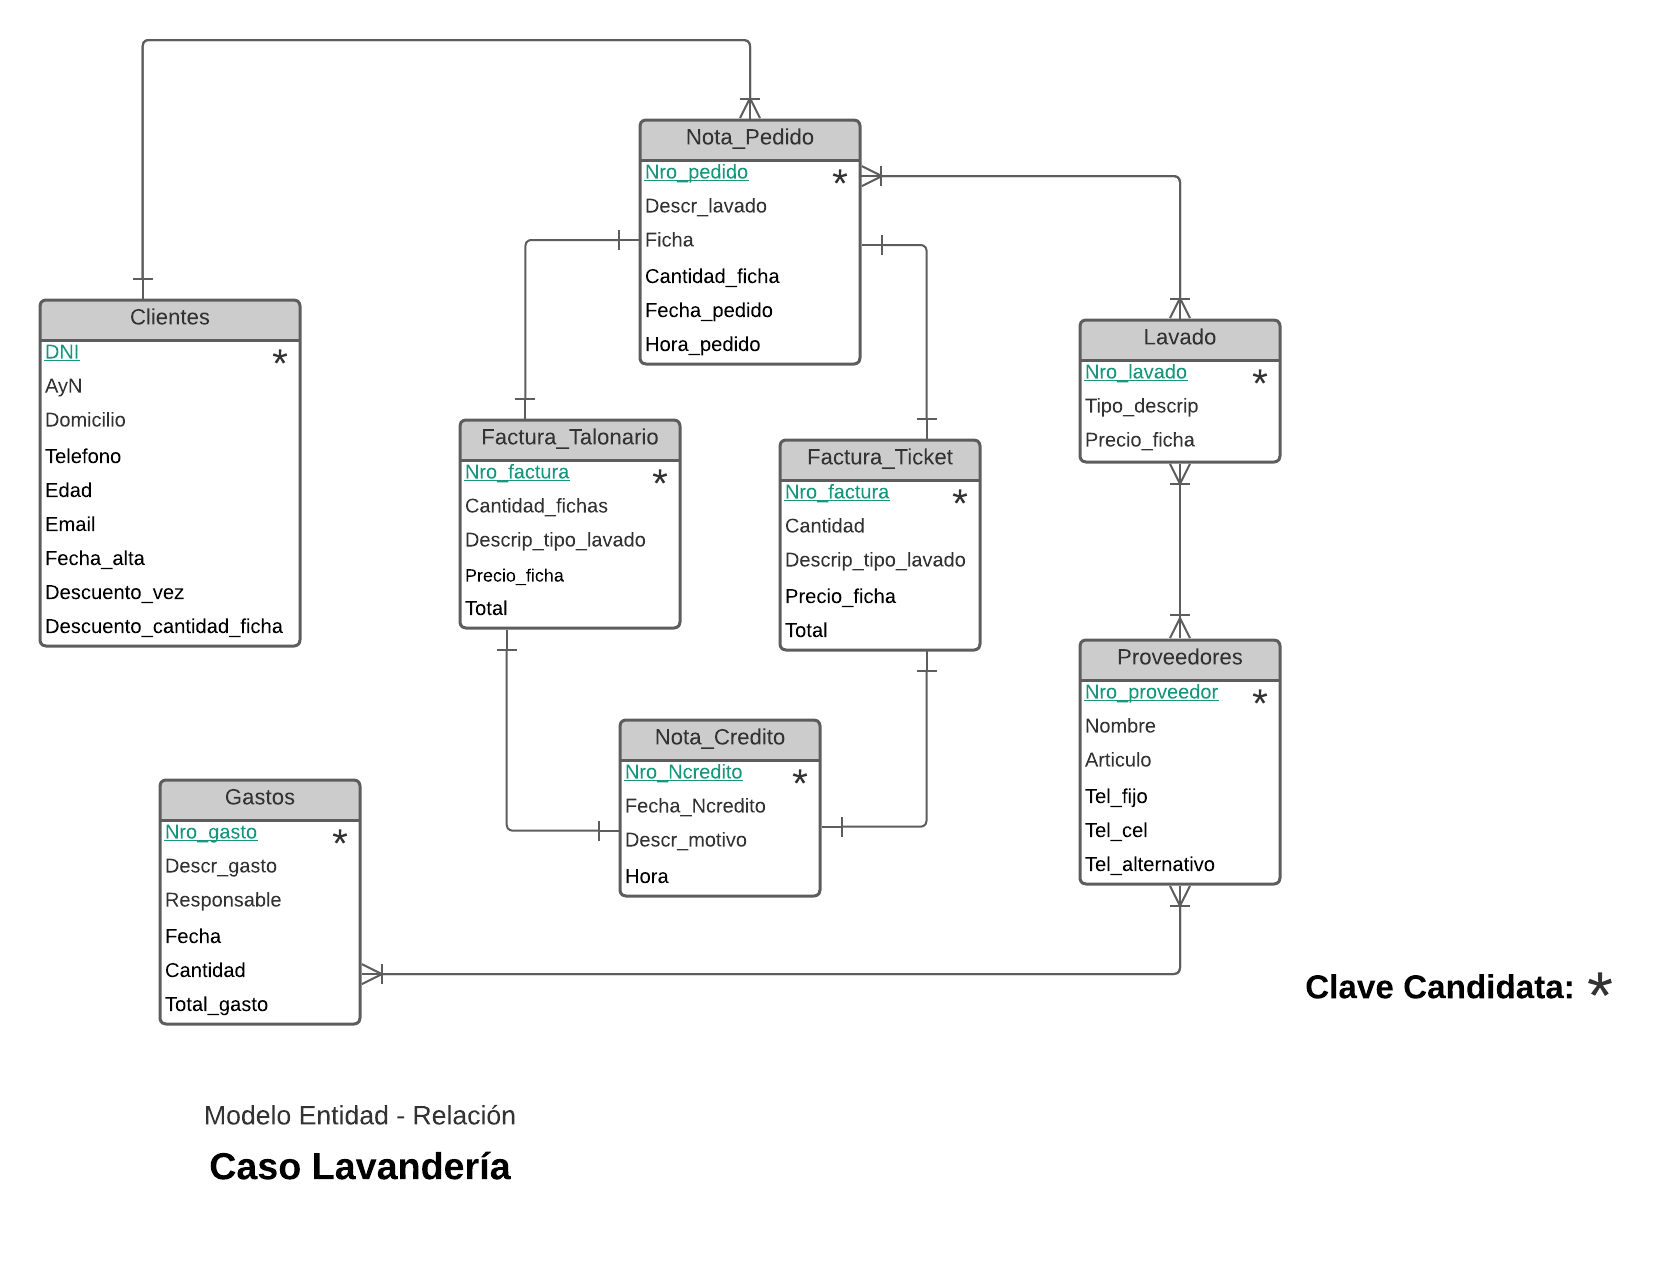 Nota_Pedido
Nro_pedido *
Descr_lavado
Ficha
Cantidad_ficha
Fecha_pedido
Hora_pedido
Clientes
DNI *
AyN
Domicilio
Telefono
Edad
Email
Fecha_alta
Descuento_vez
Descuento_cantidad_ficha
Lavado
Nro_lavado *
Tipo_descrip
Precio_ficha
Factura_Talonario
Nro_factura *
Cantidad_fichas
Descrip_tipo_lavado
Precio_ficha
Total
Factura_Ticket
Nro_factura *
Cantidad
Descrip_tipo_lavado
Precio_ficha
Total
Proveedores
Nro_proveedor *
Nombre
Articulo
Tel_fijo
Tel_cel
Tel_alternativo
Nota_Credito
Nro_Ncredito *
Fecha_Ncredito
Descr_motivo
Hora
Gastos
Nro_gasto *
Descr_gasto
Responsable
Fecha
Cantidad
Total_gasto
Clave Candidata: *
Modelo Entidad - Relación
Caso Lavandería